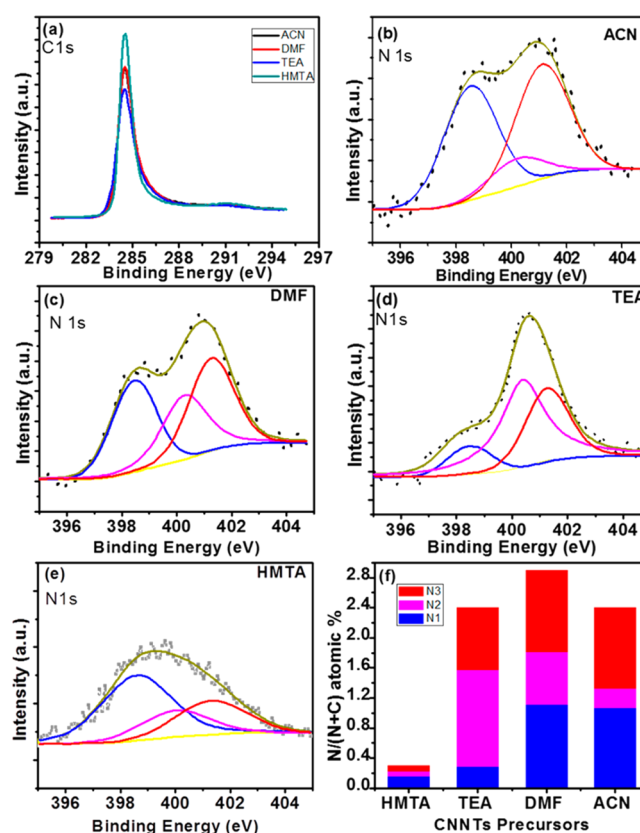 (a)
C1s
ACN
DMF
TEA
HMTA
Intensity (a.u.)
279 282 285 288 291 294 297
Binding Energy (eV)
(b) ACN
N 1s
Intensity (a.u.)
396 398 400 402 404
Binding Energy (eV)
(c) DMF
N 1s
Intensity (a.u.)
396 398 400 402 404
Binding Energy (eV)
(d) TEA
N1s
Intensity (a.u.)
396 398 400 402 404
Binding Energy (eV)
(e) HMTA
N1s
Intensity (a.u.)
396 398 400 402 404
Binding Energy (eV)
(f)
N3
N2
N1
N/(N+C) atomic %
2.8
2.4
1.8
1.2
0.6
0.0
HMTA TEA DMF ACN
CNNTs Precursors